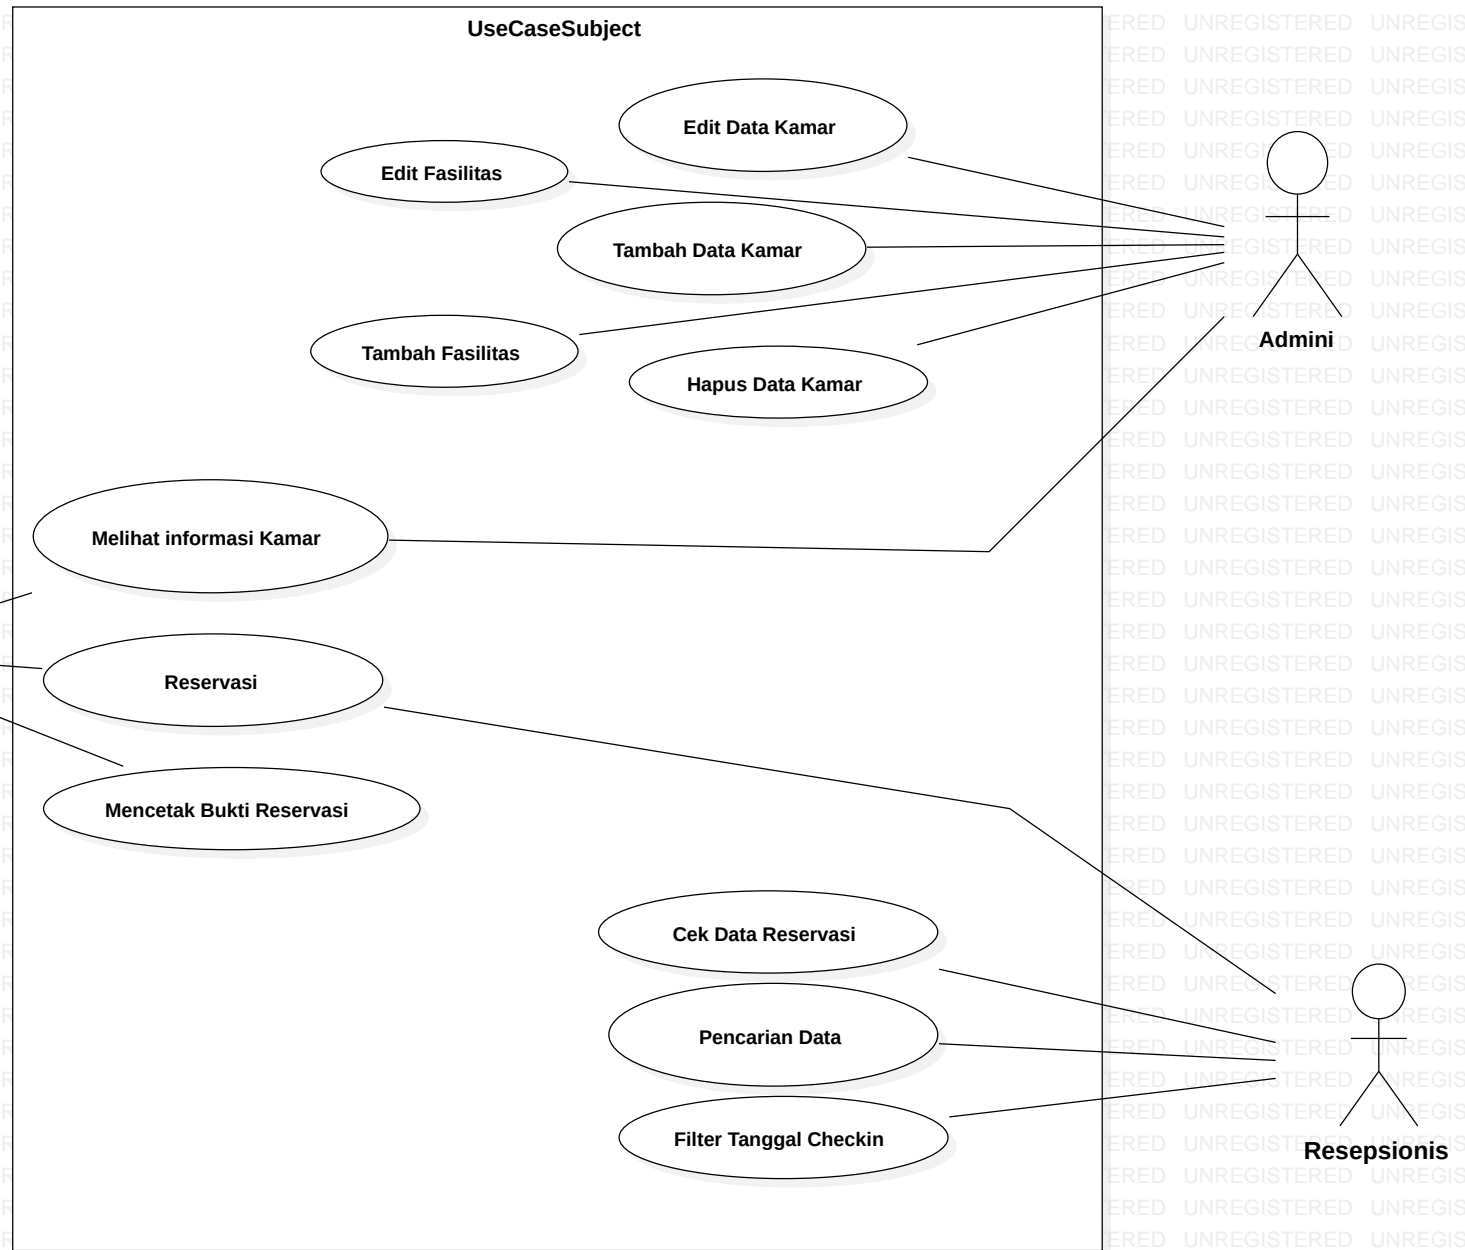 UseCaseSubject
Edit Data Kamar
Edit Fasilitas
Tambah Data Kamar
Tambah Fasilitas
Hapus Data Kamar
Admini
Melihat informasi Kamar
Reservasi
Mencetak Bukti Reservasi
Cek Data Reservasi
Pencarian Data
Filter Tanggal Checkin
Resepsionis
UNREGISTERED